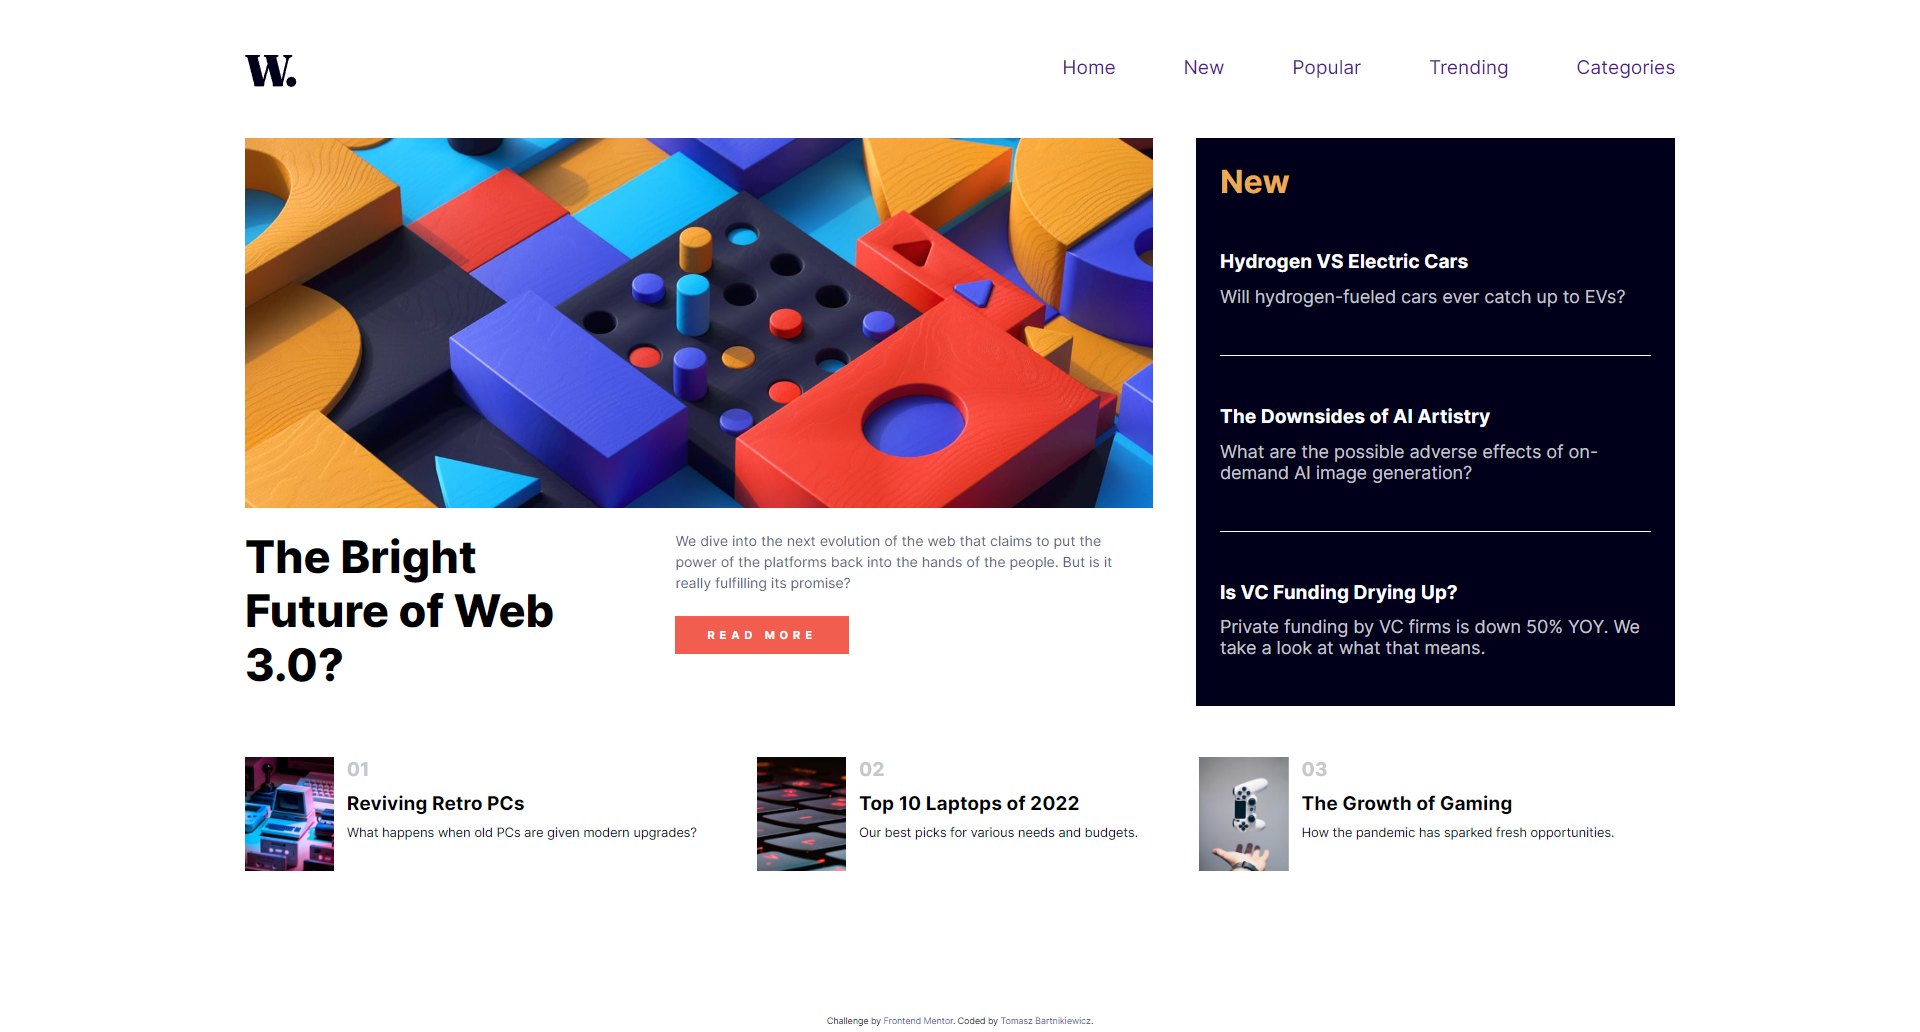 W.
Home New Popular Trending Categories
New
Hydrogen VS Electric Cars
Will hydrogen-fueled cars ever catch up to EVs?
The Downsides of AI Artistry
What are the possible adverse effects of on-
demand AI image generation?
Is VC Funding Drying Up?
Private funding by VC firms is down 50% YOY. We
take a look at what that means.
The Bright
Future of Web
3.0?
We dive into the next evolution of the web that claims to put the
power of the platforms back into the hands of the people. But is it
really fulfilling its promise?
READ MORE
01
Reviving Retro PCs
What happens when old PCs are given modern upgrades?
02
Top 10 Laptops of 2022
Our best picks for various needs and budgets.
03
The Growth of Gaming
How the pandemic has sparked fresh opportunities.
Challenge by Frontend Mentor. Coded by Tomasz Bartnikiewicz.